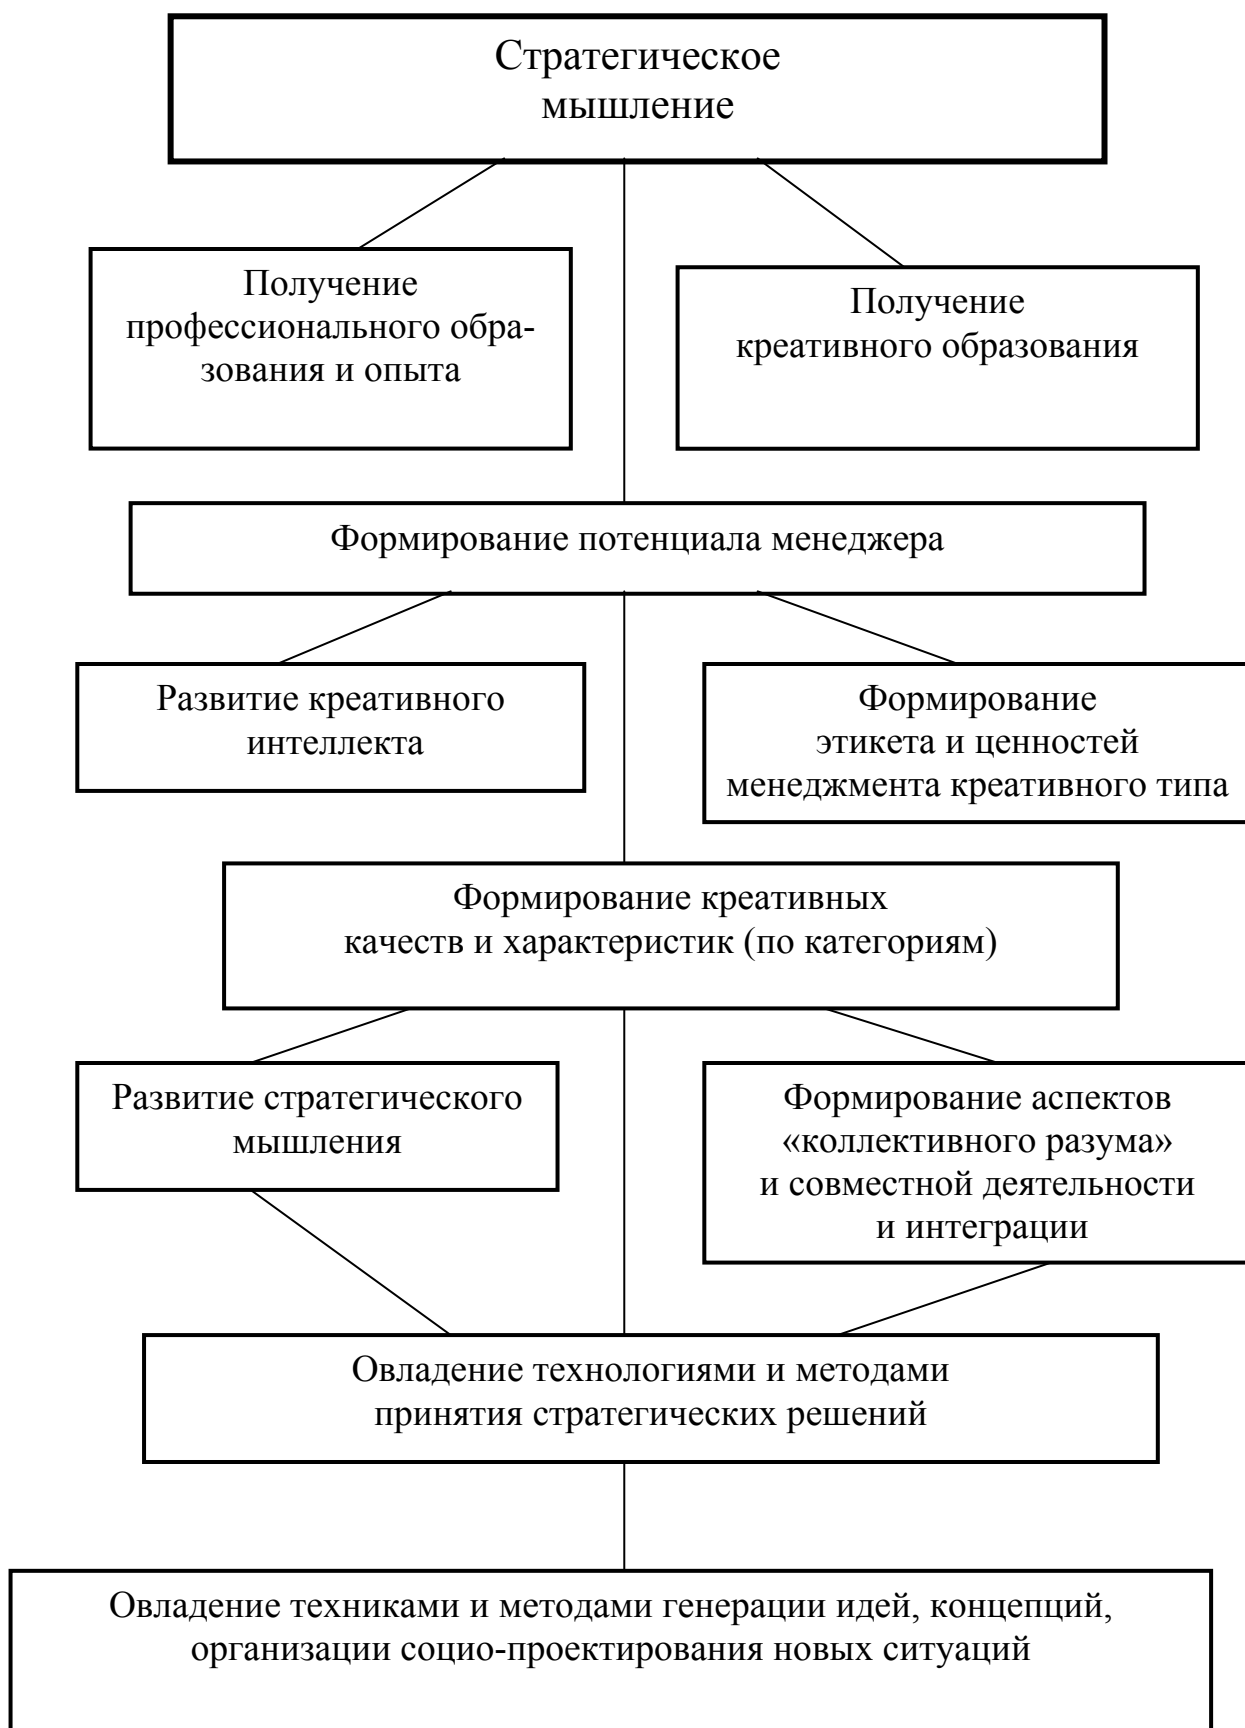 Стратегическое
мышление
Получение
профессионального обра-
зования и опыта
Получение
креативного образования
Формирование потенциала менеджера
Развитие креативного
интеллекта
Формирование
этикета и ценностей
менеджмента креативного типа
Формирование креативных
качеств и характеристик (по категориям)
Развитие стратегического
мышления
Формирование аспектов
«коллективного разума»
и совместной деятельности
и интеграции
Овладение технологиями и методами
принятия стратегических решений
Овладение техниками и методами генерации идей, концепций,
организации социо-проектирования новых ситуаций